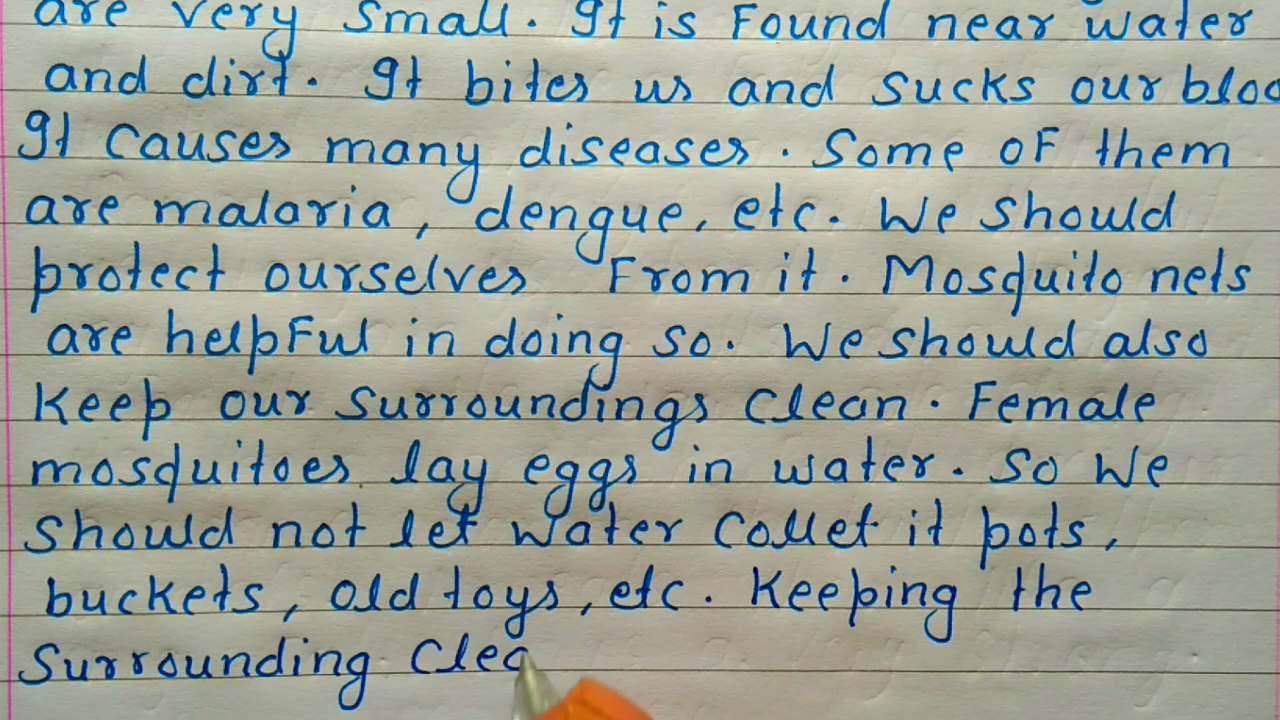 are very small. It is Found near water
and dirt. It bites us and sucks our bloo
It causes many diseases. Some of them
are malaria, dengue, etc. We should
protect ourselves From it. Mosquito nets
are helpful in doing so. We should also
Keep our surroundings clean. Female
mosquitoes lay eggs in water. So We
should not let water collet it pots,
buckets, old toys, etc. Keeping the
Surrounding Clea